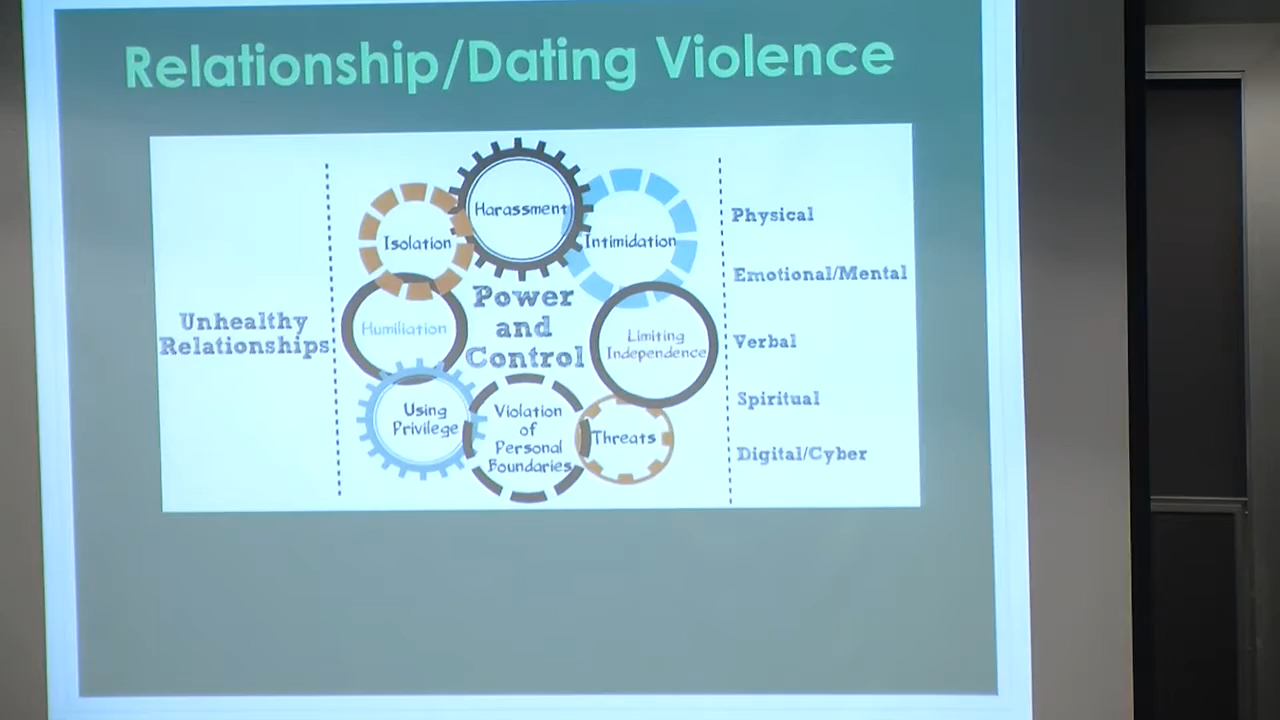 Relationship/Dating Violence
Unhealthy
Relationships
Harassment
Isolation
Intimidation
Humiliation
Power
and
Control
Limiting
Independence
Using
Privilege
Violation
of
Personal
Boundaries
Threats
Physical
Emotional/Mental
Verbal
Spiritual
Digital/Cyber